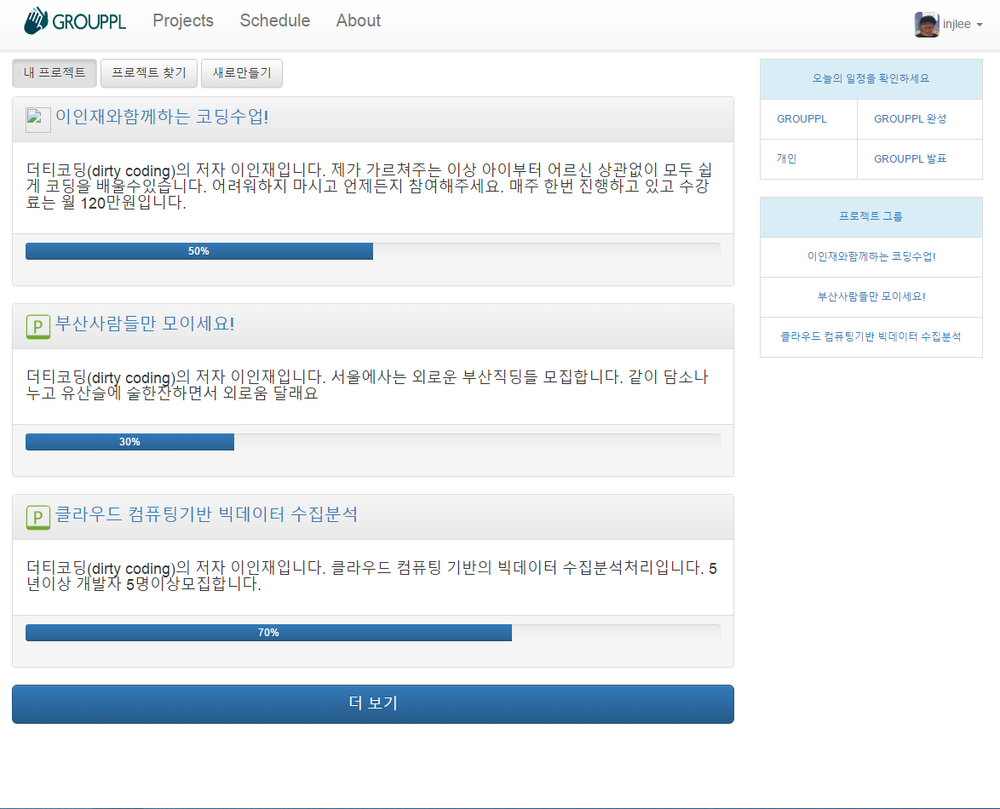 GROUPPL Projects Schedule About injlee
내 프로젝트 프로젝트 찾기 새로만들기
이인재와함께하는 코딩수업!
더티코딩(dirty coding)의 저자 이인재입니다. 제가 가르쳐주는 이상 아이부터 어르신 상관없이 모두 쉽
게 코딩을 배울수있습니다. 어려워하지 마시고 언제든지 참여해주세요. 매주 한번 진행하고 있고 수강
료는 월 120만원입니다.
50%
P 부산사람들만 모이세요!
더티코딩(dirty coding)의 저자 이인재입니다. 서울에사는 외로운 부산직딩들 모집합니다. 같이 담소나
누고 유산슬에 술한잔하면서 외로움 달래요
30%
P 클라우드 컴퓨팅기반 빅데이터 수집분석
더티코딩(dirty coding)의 저자 이인재입니다. 클라우드 컴퓨팅 기반의 빅데이터 수집분석처리입니다. 5
년이상 개발자 5명이상모집합니다.
70%
더 보기
오늘의 일정을 확인하세요
GROUPPL GROUPPL 완성
개인 GROUPPL 발표
프로젝트 그룹
이인재와함께하는 코딩수업!
부산사람들만 모이세요!
클라우드 컴퓨팅기반 빅데이터 수집분석